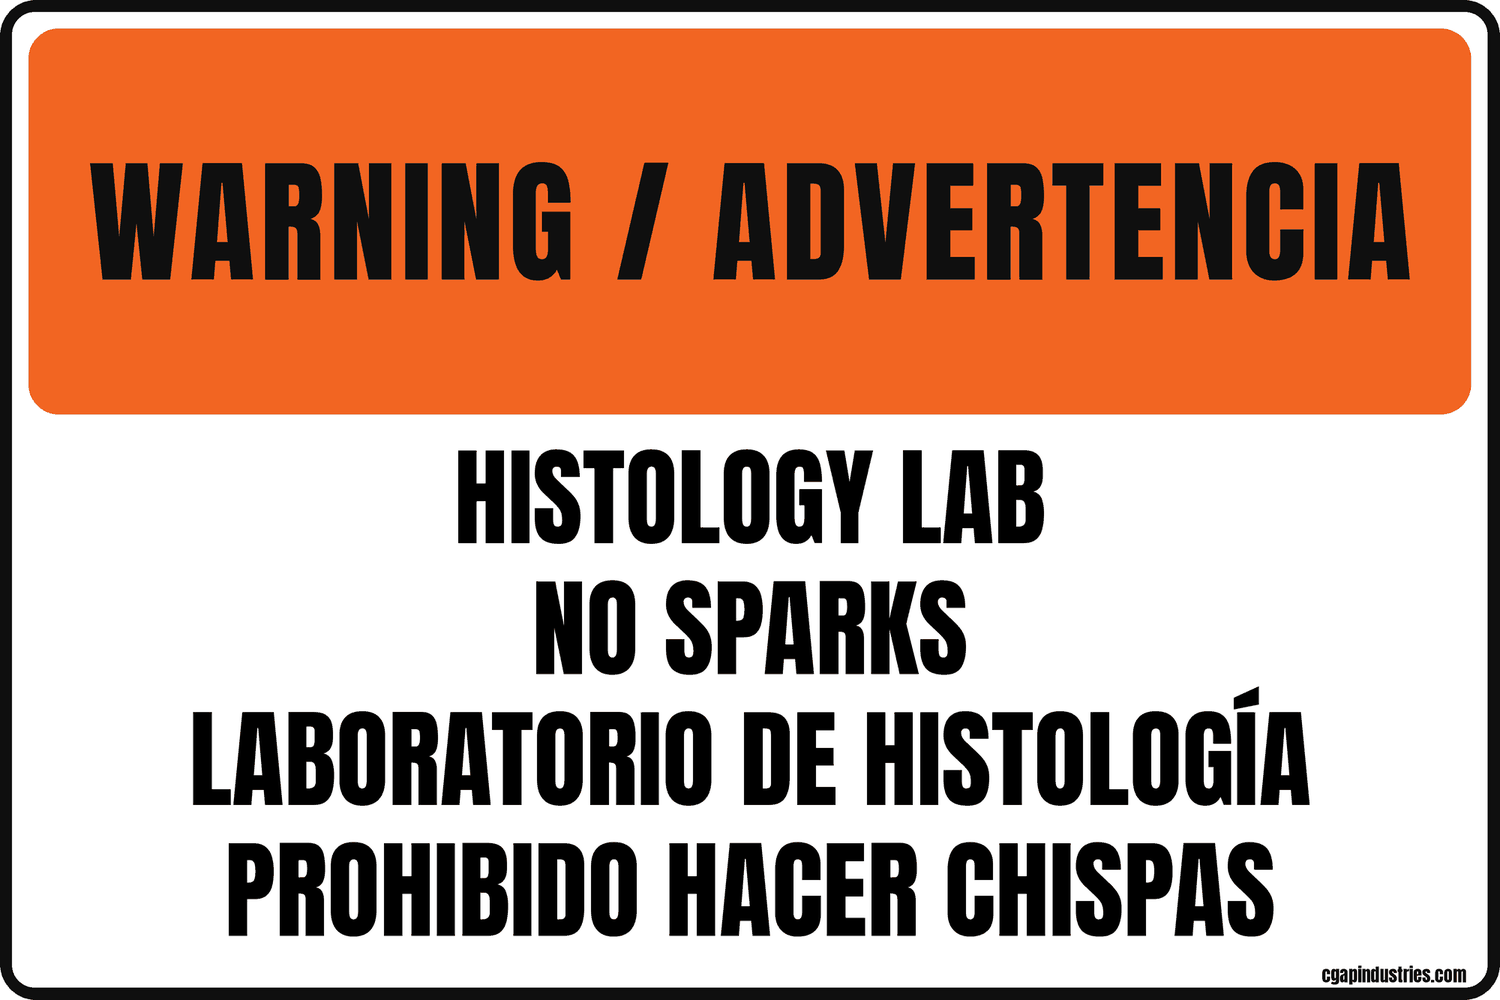 WARNING / ADVERTENCIA
HISTOLOGY LAB
NO SPARKS
LABORATORIO DE HISTOLOGÍA
PROHIBIDO HACER CHISPAS
cgapindustries.com